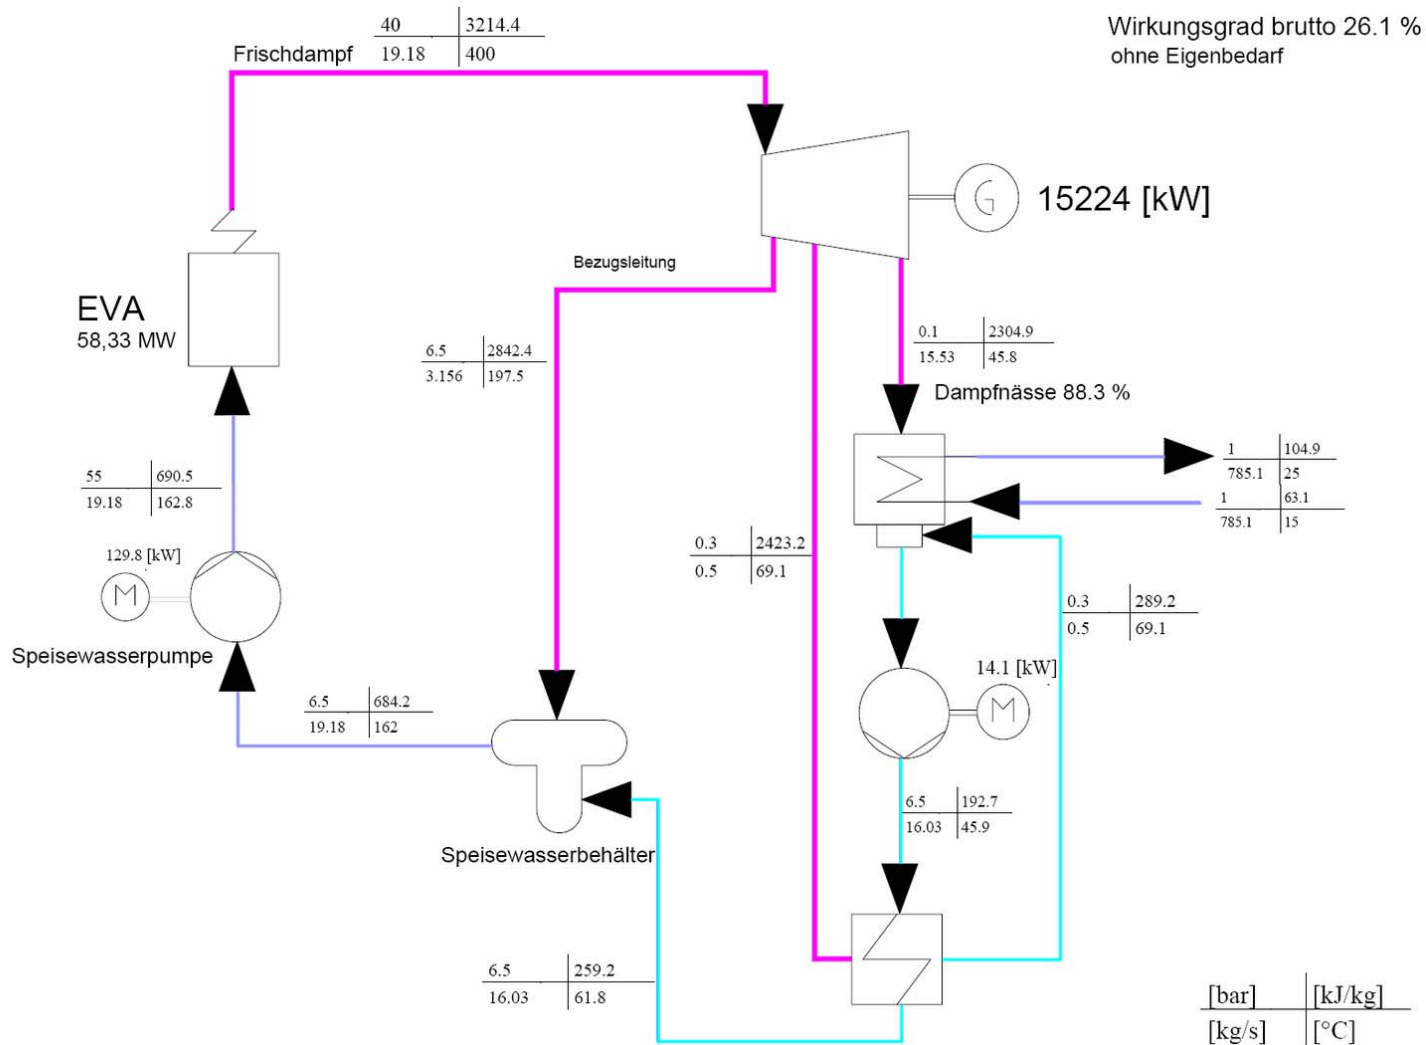 40 3214.4
19.18 400
Frischdampf
Wirkungsgrad brutto 26.1 %
ohne Eigenbedarf
G
15224 [kW]
Bezugsleitung
EVA
58,33 MW
6.5 2842.4
3.156 197.5
0.1 2304.9
15.53 45.8
Dampfnässe 88.3 %
1 104.9
785.1 25
1 63.1
785.1 15
55 690.5
19.18 162.8
129.8 [kW]
M
Speisewasserpumpe
0.3 2423.2
0.5 69.1
0.3 289.2
0.5 69.1
14.1 [kW]
M
6.5 684.2
19.18 162
6.5 192.7
16.03 45.9
Speisewasserbehälter
6.5 259.2
16.03 61.8
[bar] [kJ/kg]
[kg/s] [°C]